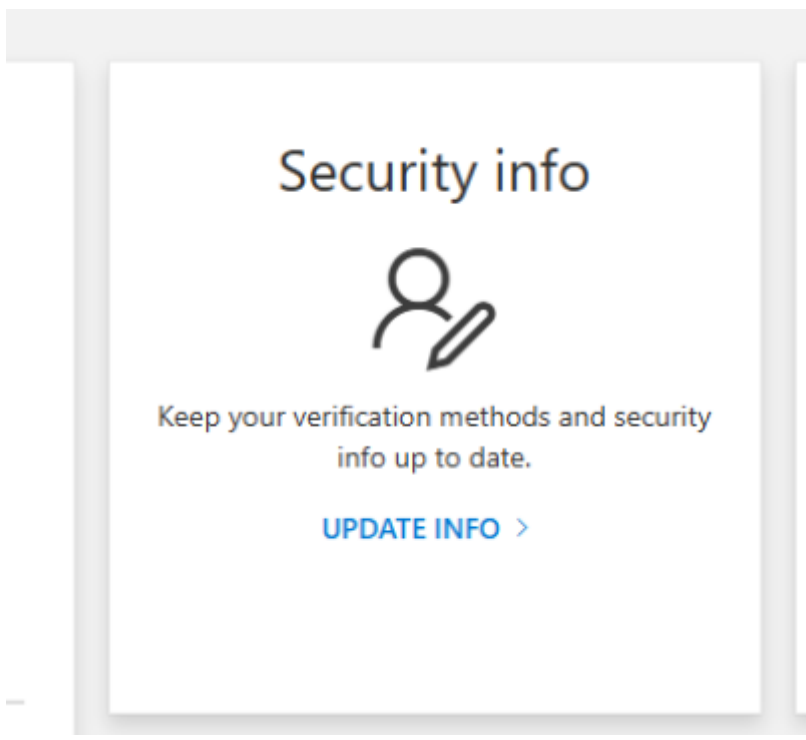 Security info
Keep your verification methods and security
info up to date.
UPDATE INFO >